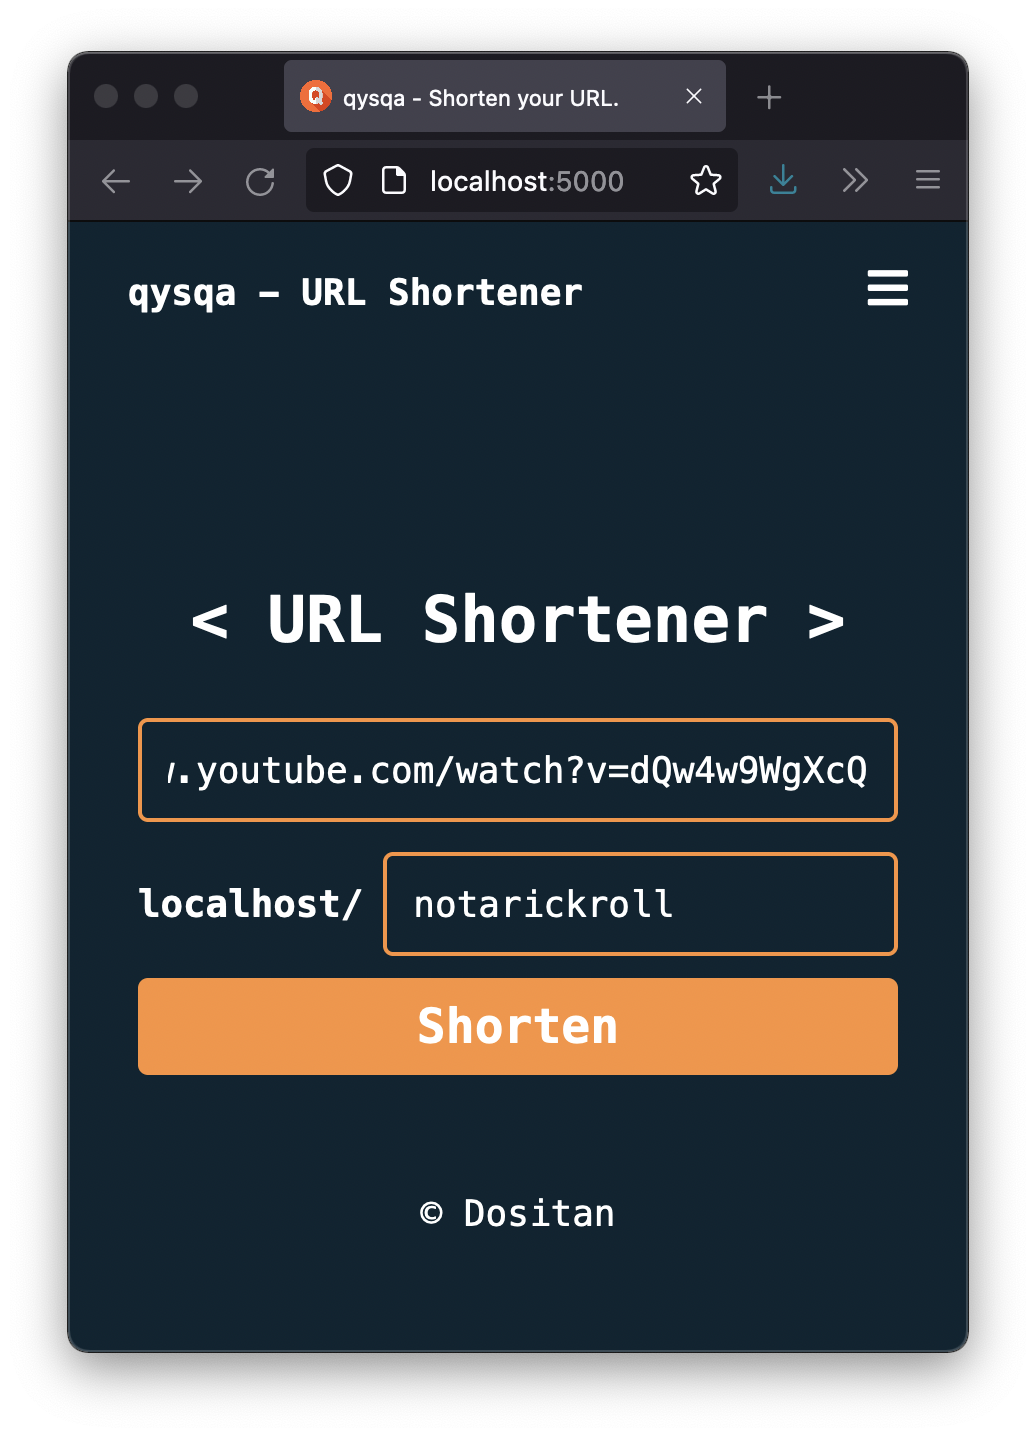 Q qysqa - Shorten your URL.
localhost:5000
qysqa - URL Shortener
< URL Shortener >
.youtube.com/watch?v=dQw4w9WgXcQ
localhost/ notarickroll
Shorten
© Dositan